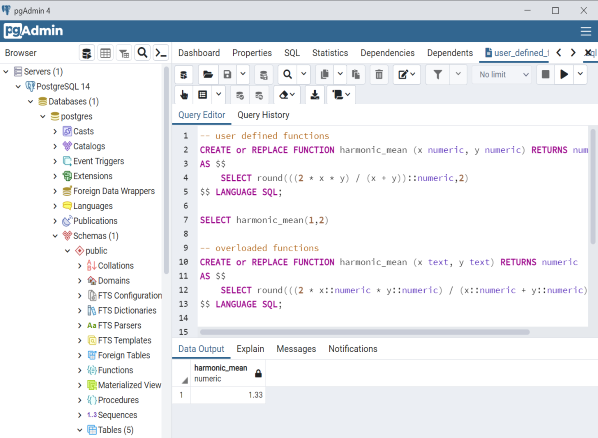 pgAdmin 4
pgAdmin
Browser
Dashboard Properties SQL Statistics Dependencies Dependents user_defined_f
Servers (1)
PostgreSQL 14
Databases (1)
postgres
Casts
Catalogs
Event Triggers
Extensions
Foreign Data Wrappers
Languages
Publications
Schemas (1)
public
Collations
Domains
FTS Configuration
FTS Dictionaries
Aa FTS Parsers
FTS Templates
Foreign Tables
Functions
Materialized View
Procedures
1..3 Sequences
Tables (5)
No limit
Query Editor Query History
1 -- user defined functions
2 CREATE or REPLACE FUNCTION harmonic_mean (x numeric, y numeric) RETURNS num
3 AS $$
4 SELECT round(((2 * x * y) / (x + y))::numeric,2)
5 $$ LANGUAGE SQL;
6
7 SELECT harmonic_mean(1,2)
8
9 -- overloaded functions
10 CREATE or REPLACE FUNCTION harmonic_mean (x text, y text) RETURNS numeric
11 AS $$
12 SELECT round(((2 * x::numeric * y::numeric) / (x::numeric + y::numeric)
13 $$ LANGUAGE SQL;
14
15
Data Output Explain Messages Notifications
harmonic_mean
numeric
1 1.33